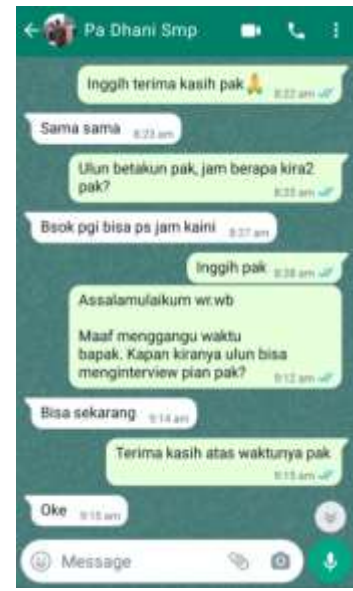 Pa Dhani Smp
Inggih terima kasih pak🙏 8:22 am
Sama sama 8:23 am
Ulun betakun pak, jam berapa kira2
pak? 8:25 am
Bsok pgi bisa ps jam kaini 8:37 am
Inggih pak 8:38 am
Assalamulaikum wr.wb
Maaf menggangu waktu
bapak. Kapan kiranya ulun bisa
menginterview pian pak? 9:12 am
Bisa sekarang 9:14 am
Terima kasih atas waktunya pak
9:15 am
Oke 9:15 am
Message